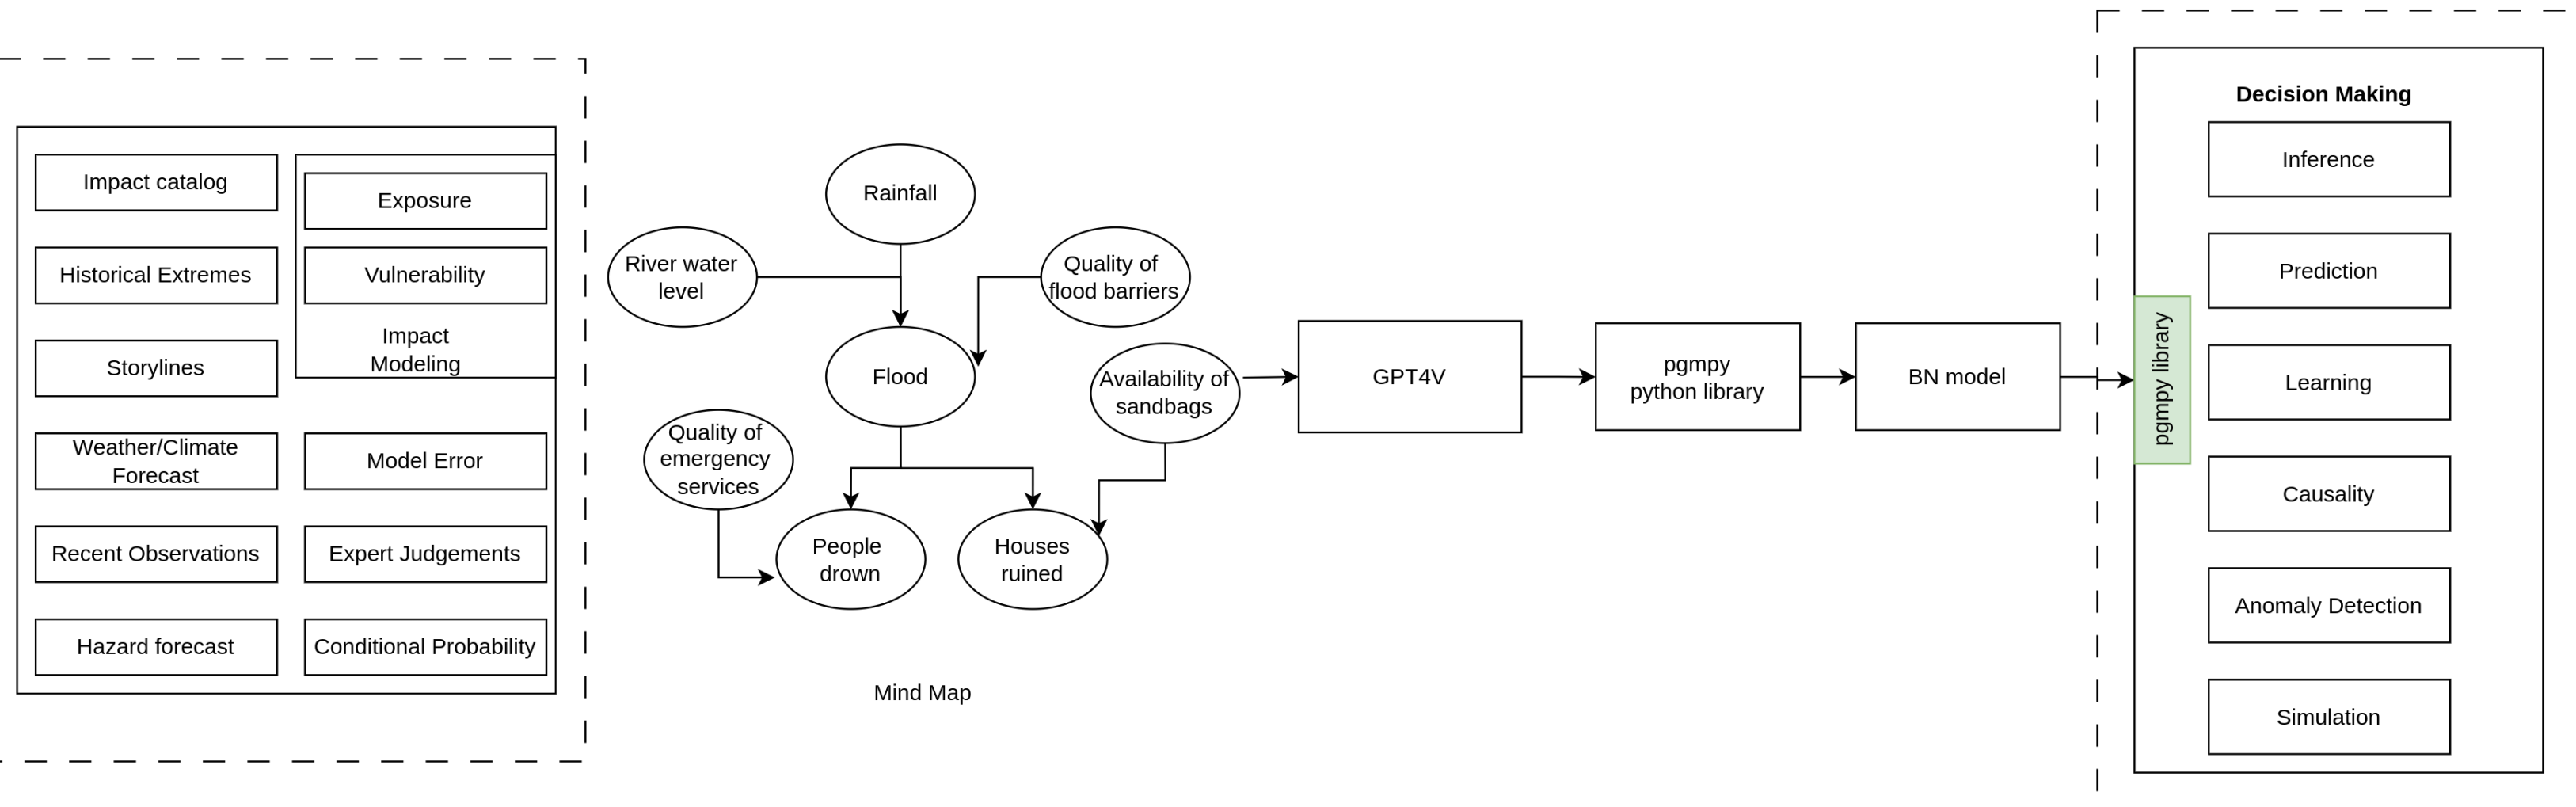 Impact catalog
Historical Extremes
Storylines
Weather/Climate
Forecast
Recent Observations
Hazard forecast
Exposure
Vulnerability
Impact
Modeling
Model Error
Expert Judgements
Conditional Probability
Rainfall
River water
level
Quality of
flood barriers
Flood
Availability of
sandbags
Quality of
emergency
services
People
drown
Houses
ruined
Mind Map
GPT4V
pgmpy
python library
BN model
pgmpy library
Decision Making
Inference
Prediction
Learning
Causality
Anomaly Detection
Simulation